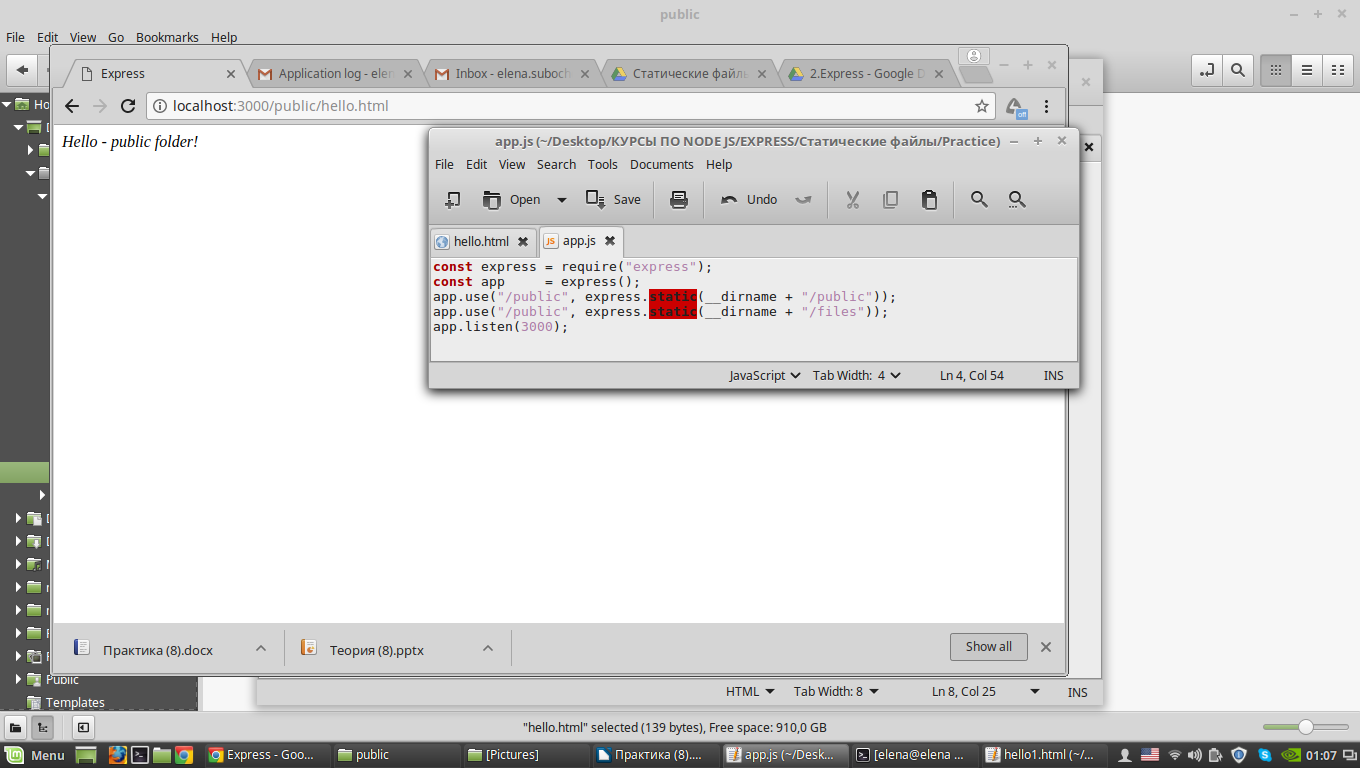 public
File Edit View Go Bookmarks Help
Express
Application log - elen
Inbox - elena.suboch
Статические файлы
2.Express - Google D
localhost:3000/public/hello.html
off
Hello - public folder!
app.js (~/Desktop/КУРСЫ ПО NODE JS/EXPRESS/Статические файлы/Practice)
File Edit View Search Tools Documents Help
Open Save Undo
hello.html
JS app.js
const express = require("express");
const app     = express();
app.use("/public", express.static(__dirname + "/public"));
app.use("/public", express.static(__dirname + "/files"));
app.listen(3000);
JavaScript Tab Width: 4 Ln 4, Col 54 INS
Ho
Public
Templates
Практика (8).docx
Теория (8).pptx
Show all
HTML Tab Width: 8 Ln 8, Col 25 INS
"hello.html" selected (139 bytes), Free space: 910,0 GB
Menu
Express - Goo...
public
[Pictures]
Практика (8)....
app.js (~/Desk...
[elena@elena ...
hello1.html (~/...
01:07